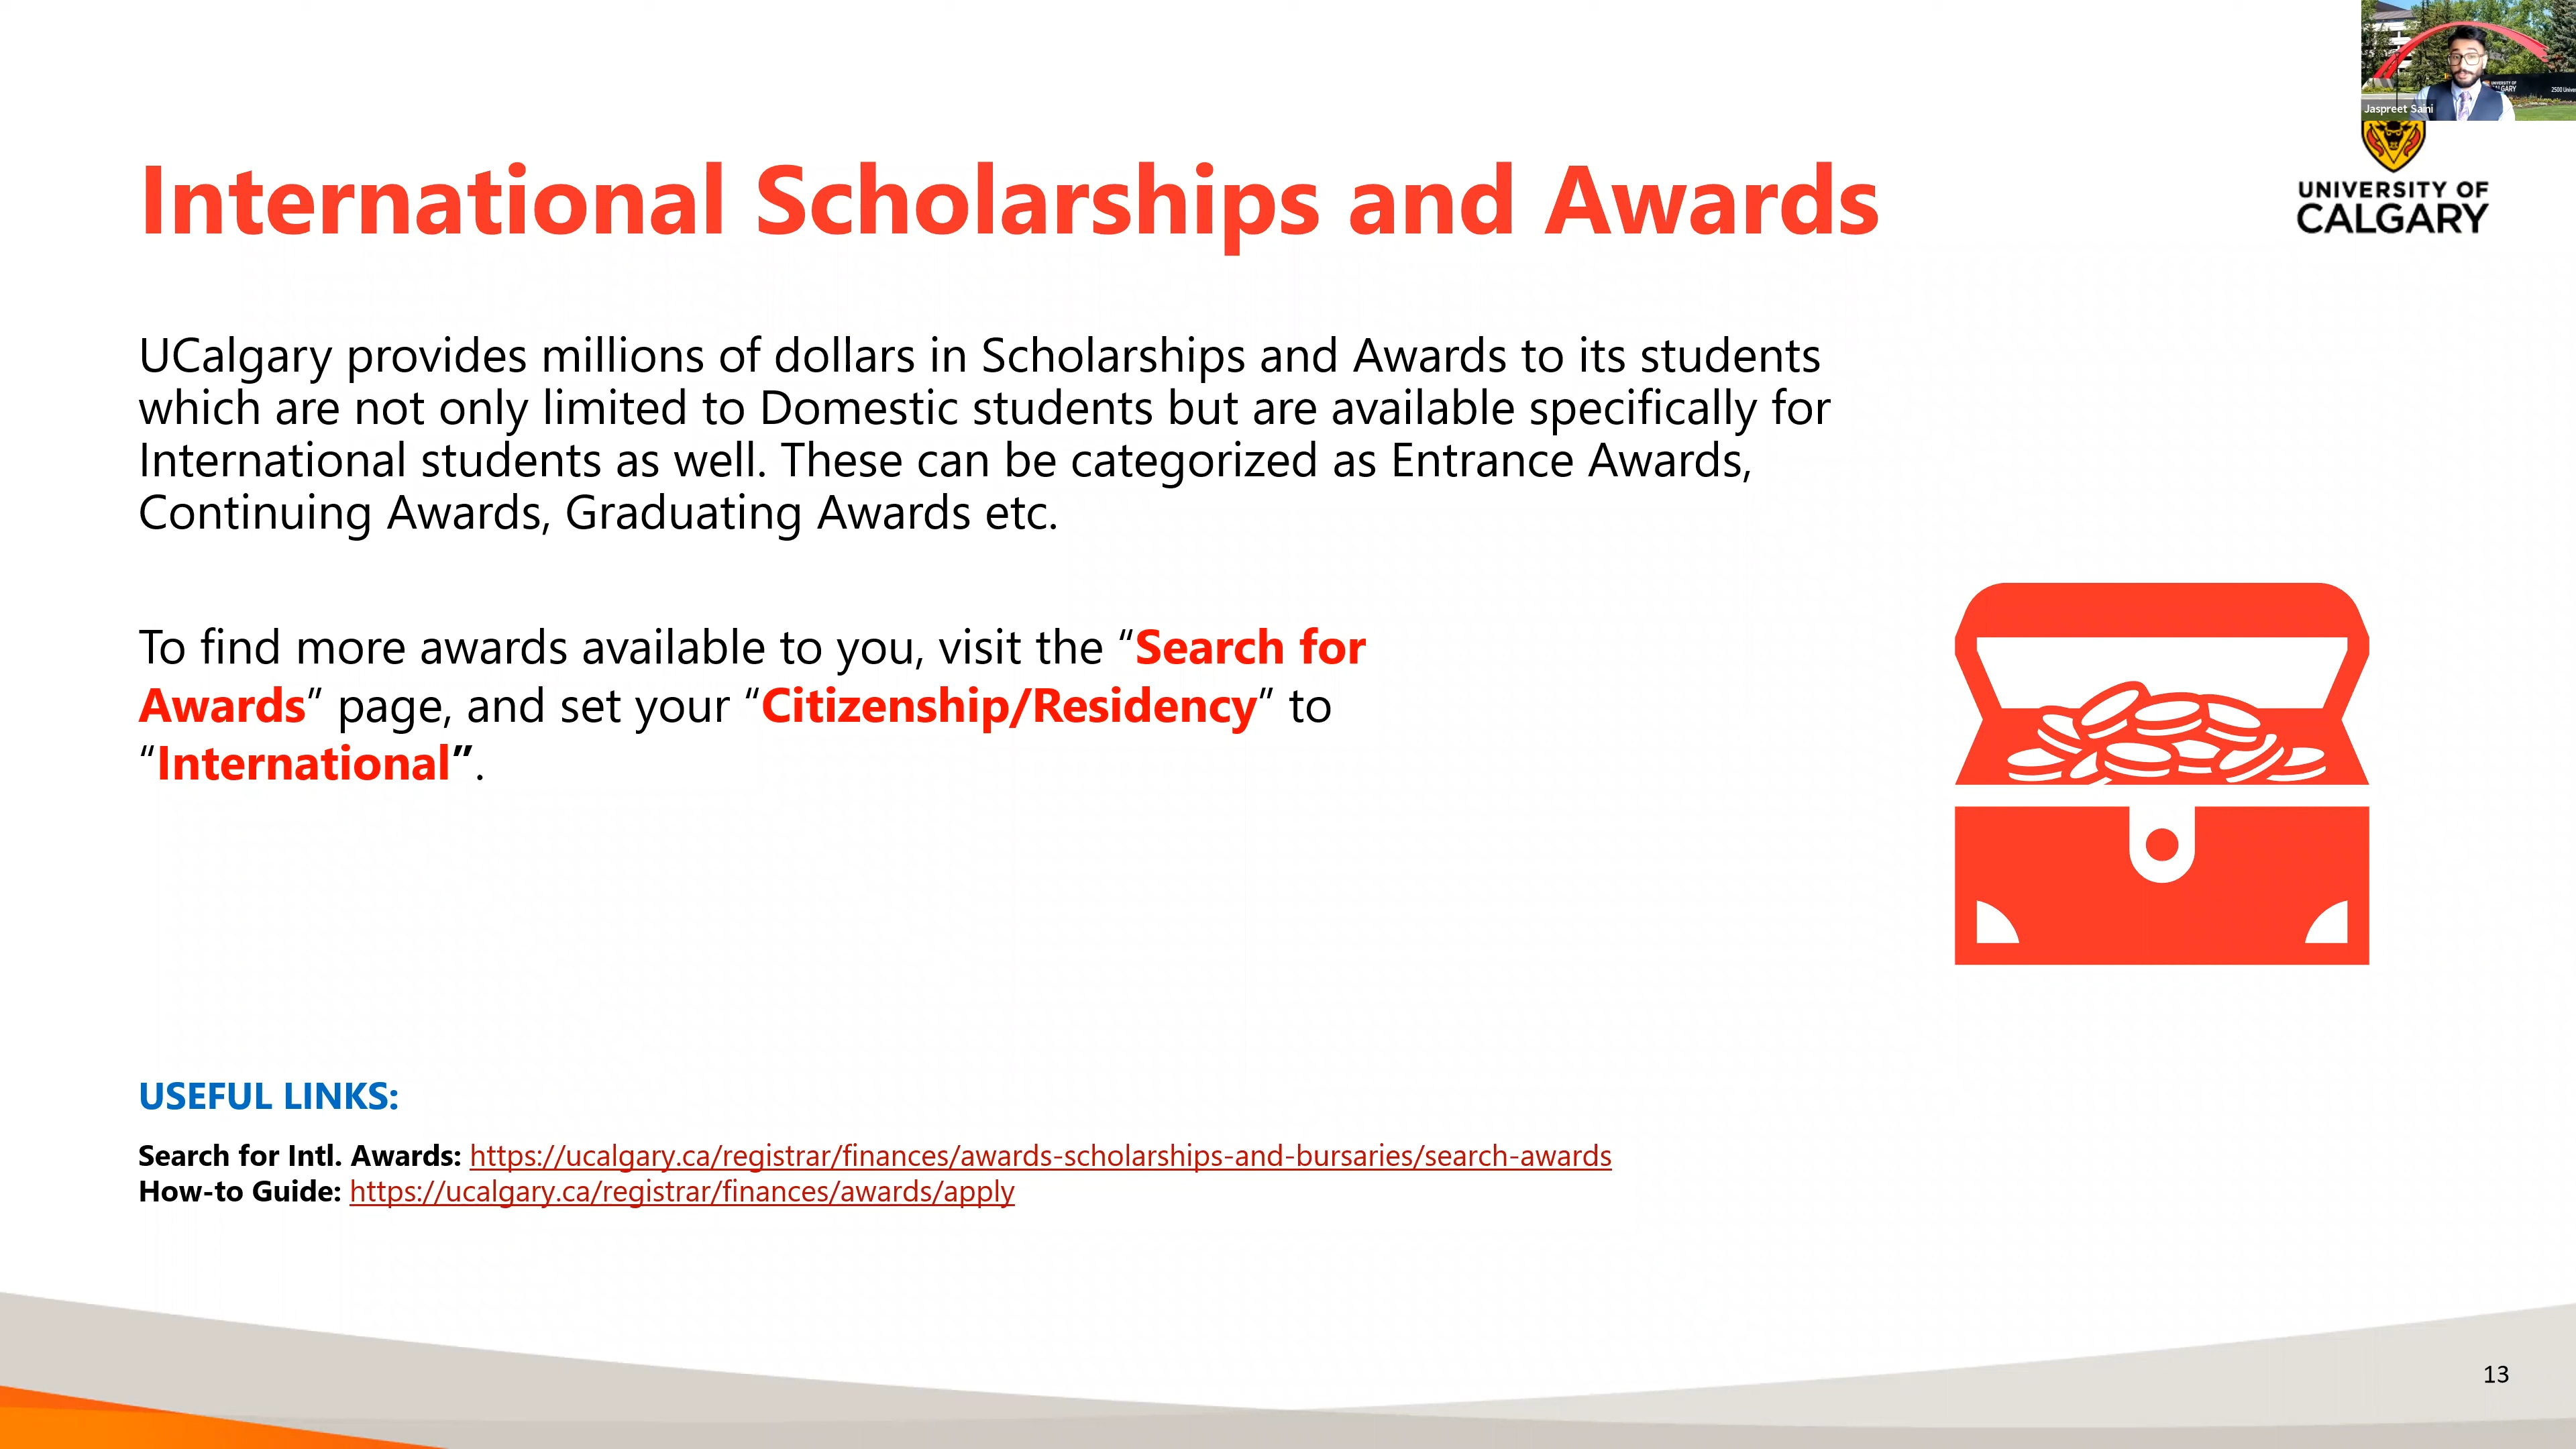 Jaspreet Saini
UNIVERSITY OF
CALGARY
International Scholarships and Awards
UCalgary provides millions of dollars in Scholarships and Awards to its students
which are not only limited to Domestic students but are available specifically for
International students as well. These can be categorized as Entrance Awards,
Continuing Awards, Graduating Awards etc.
To find more awards available to you, visit the “Search for
Awards” page, and set your “Citizenship/Residency” to
“International”.
USEFUL LINKS:
Search for Intl. Awards: https://ucalgary.ca/registrar/finances/awards-scholarships-and-bursaries/search-awards
How-to Guide: https://ucalgary.ca/registrar/finances/awards/apply
13